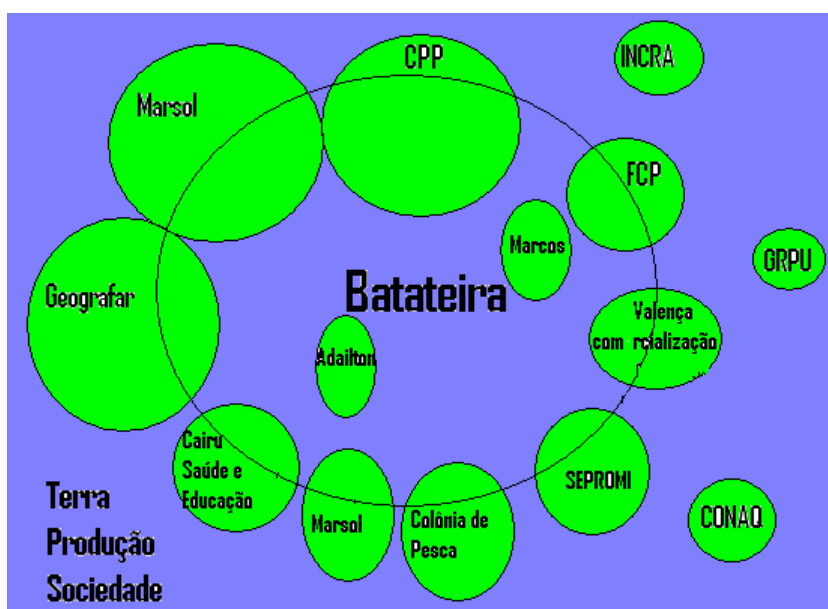 CPP
INCRA
Marsol
FCP
Marcos
GRPU
Geografar
Batateira
Valença
com rcialização
Adailton
Cairu
Saúde e
Educação
SEPROMI
Marsol
Colônia de
Pesca
CONAQ
Terra
Produção
Sociedade